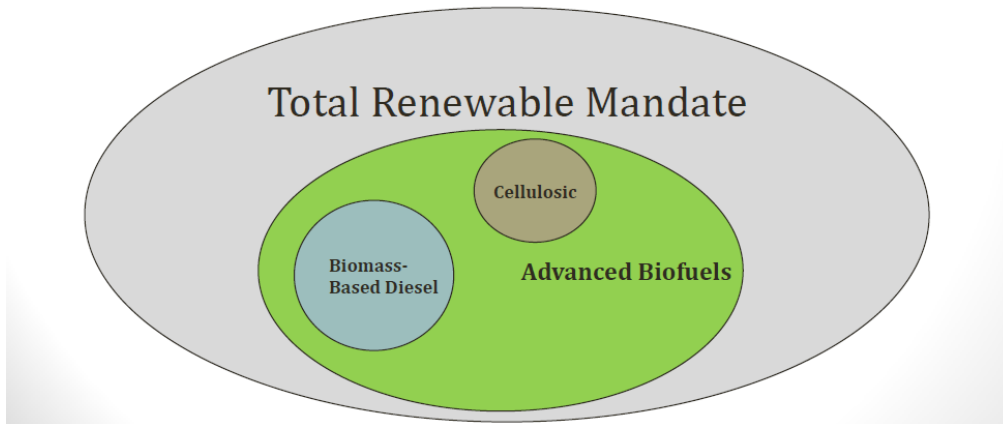 Total Renewable Mandate
Cellulosic
Biomass-
Based Diesel
Advanced Biofuels